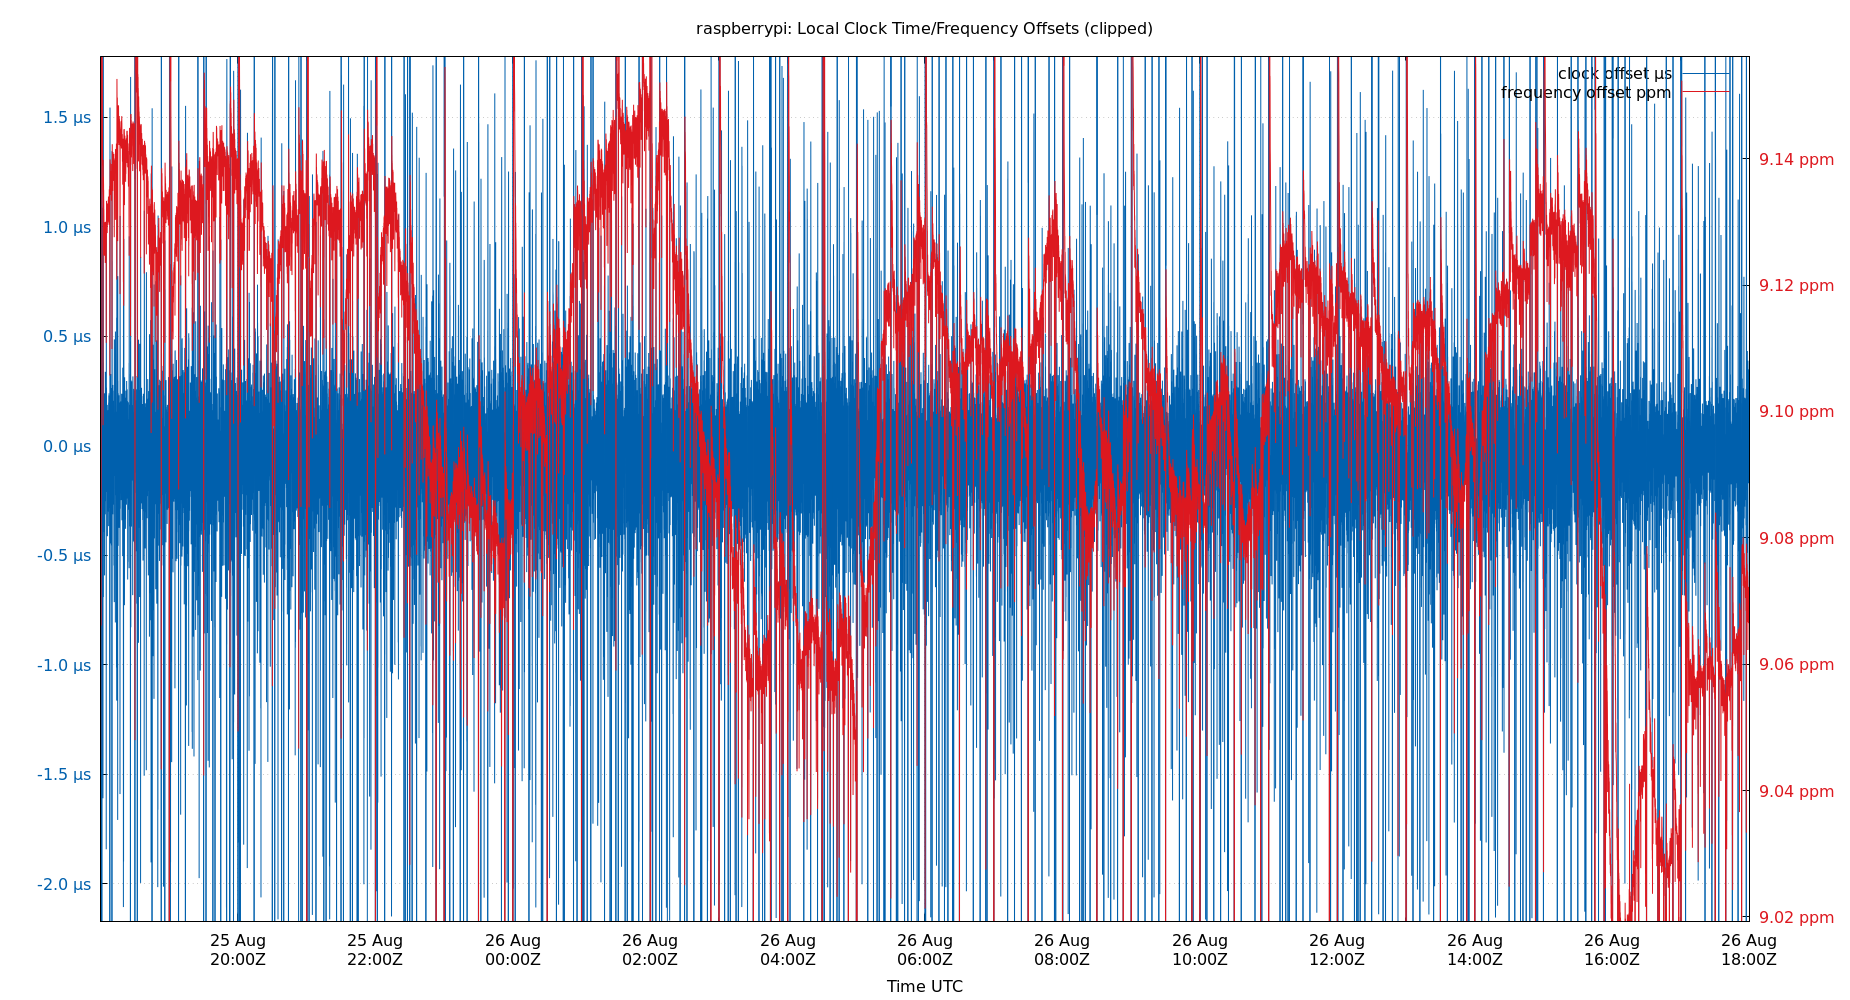 raspberrypi: Local Clock Time/Frequency Offsets (clipped)
clock offset µs
frequency offset ppm
1.5 µs
1.0 µs
0.5 µs
0.0 µs
-0.5 µs
-1.0 µs
-1.5 µs
-2.0 µs
9.14 ppm
9.12 ppm
9.10 ppm
9.08 ppm
9.06 ppm
9.04 ppm
9.02 ppm
25 Aug
20:00Z
25 Aug
22:00Z
26 Aug
00:00Z
26 Aug
02:00Z
26 Aug
04:00Z
26 Aug
06:00Z
26 Aug
08:00Z
26 Aug
10:00Z
26 Aug
12:00Z
26 Aug
14:00Z
26 Aug
16:00Z
26 Aug
18:00Z
Time UTC